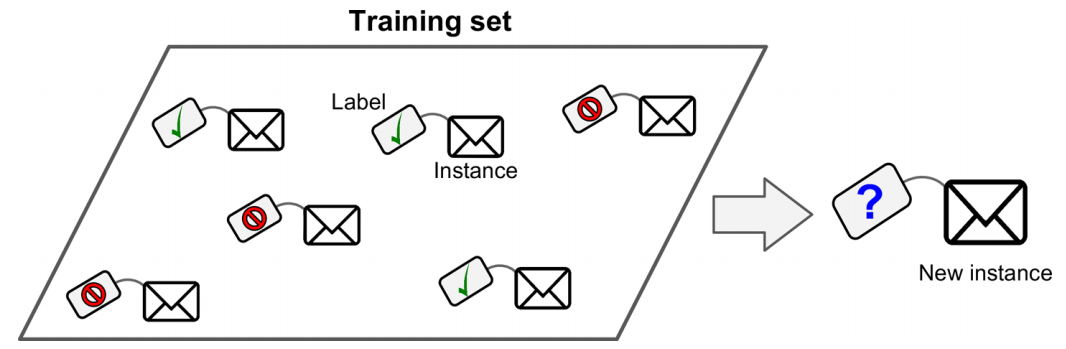 Training set
Label
Instance
?
New instance